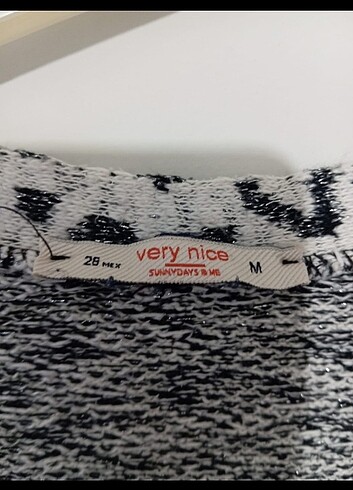 28 MEX
very nice
SUNNYDAYS & ME
M